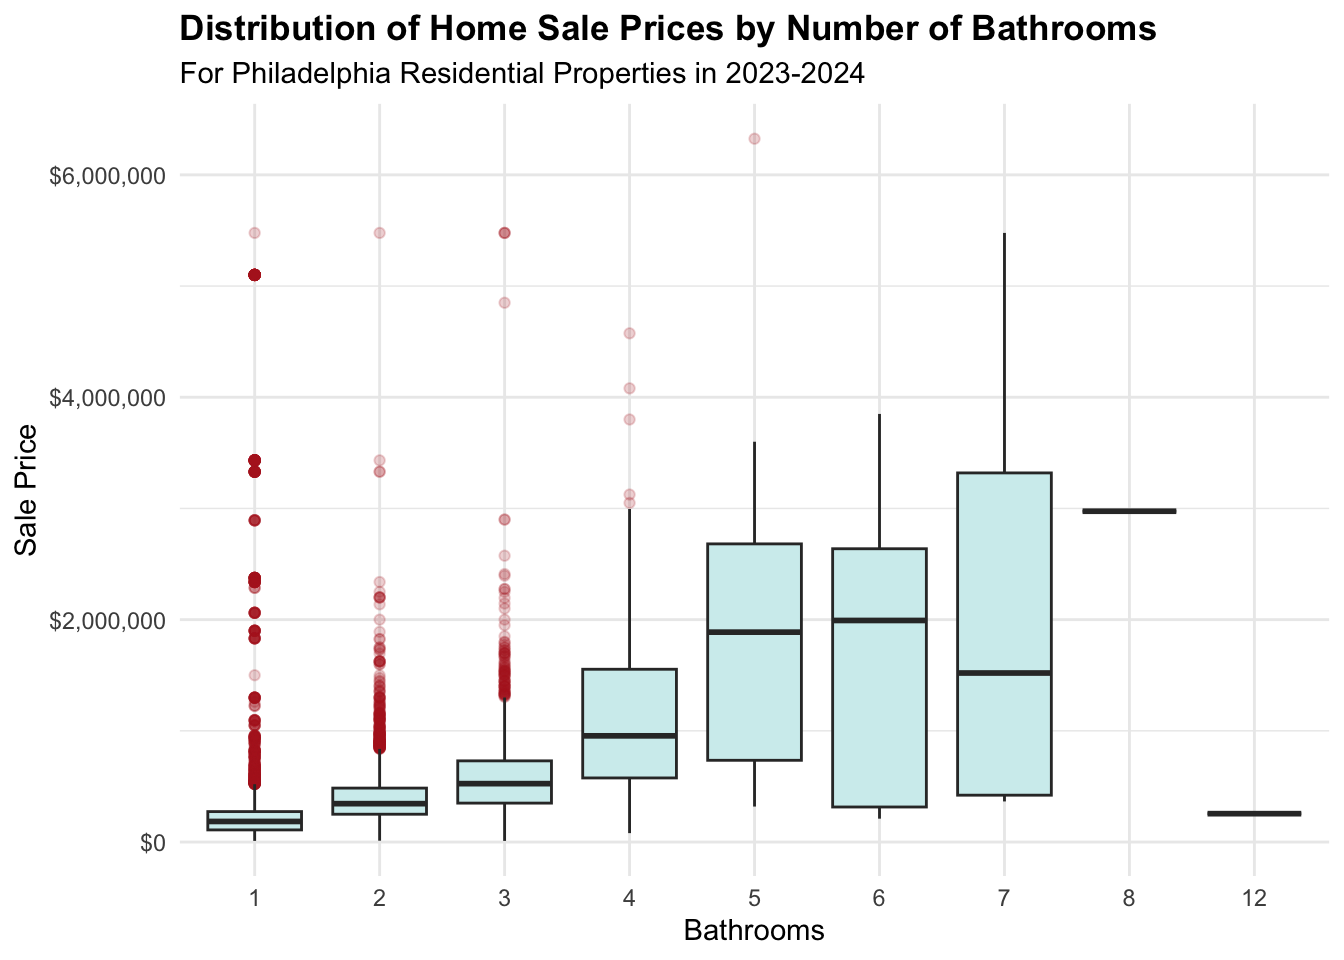 Distribution of Home Sale Prices by Number of Bathrooms
For Philadelphia Residential Properties in 2023-2024
$6,000,000
$4,000,000
$2,000,000
$0
Sale Price
1 2 3 4 5 6 7 8 12
Bathrooms